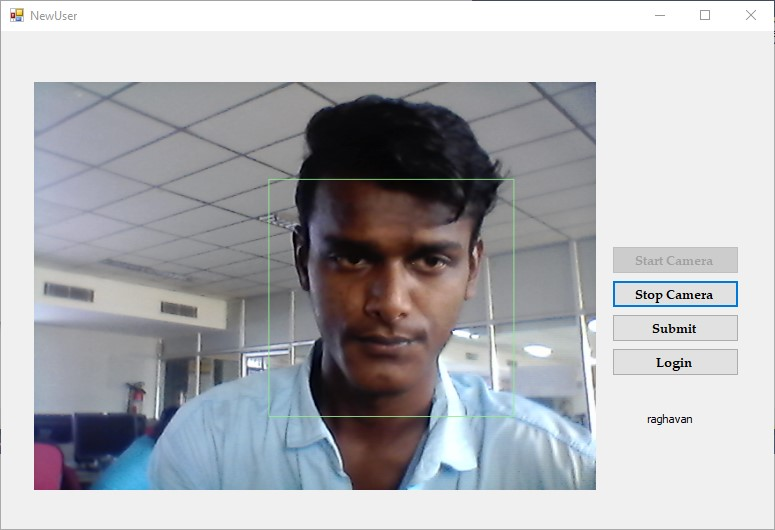 NewUser
Start Camera
Stop Camera
Submit
Login
raghavan